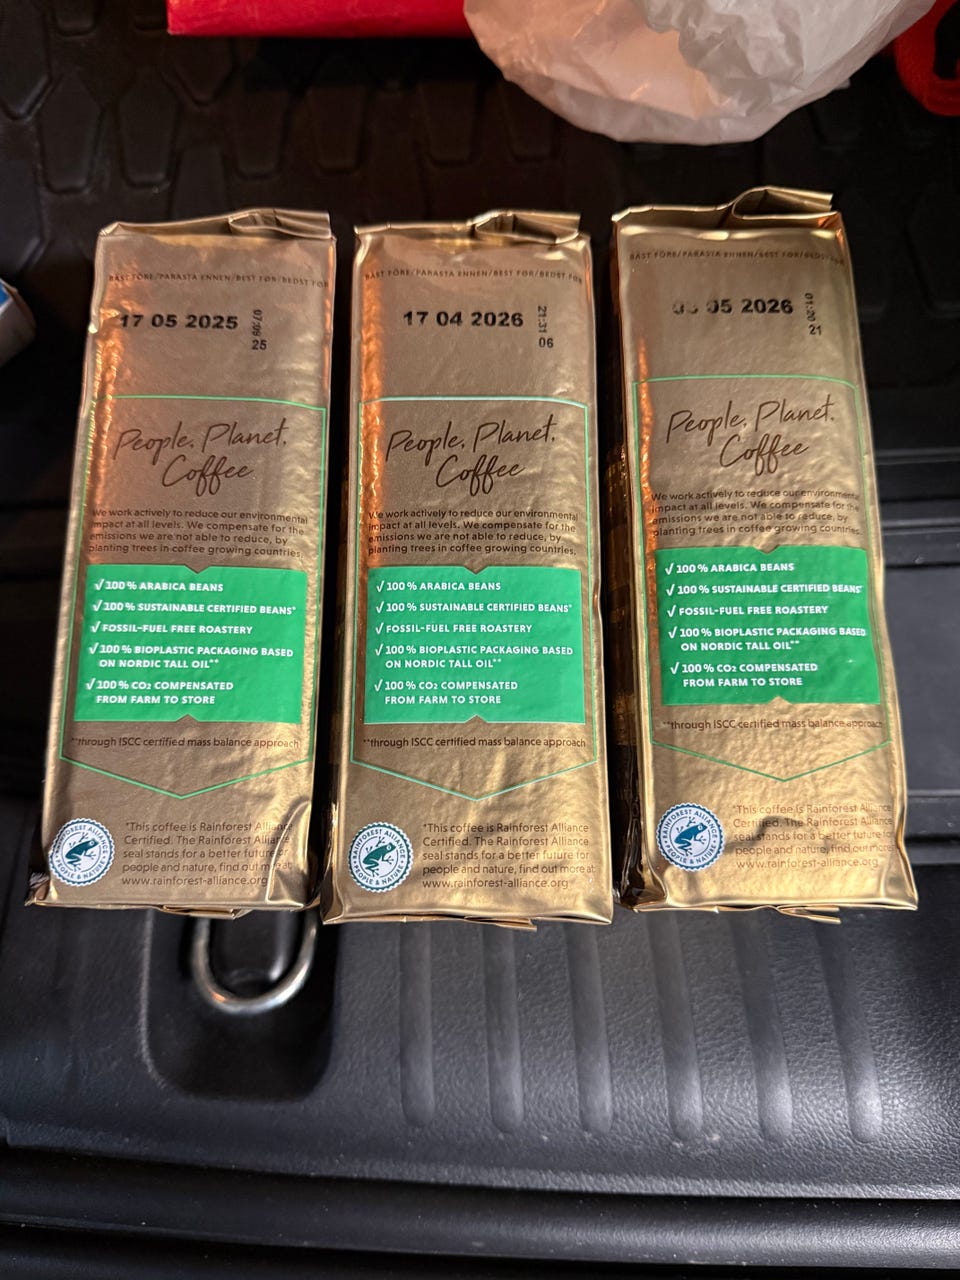 BÄST FÖRE/PARASTA ENNEN/BEST FØR/BEDST FØR
17 05 2025
07:09
25
People. Planet.
Coffee
We work actively to reduce our environmental
impact at all levels. We compensate for the
emissions we are not able to reduce, by
planting trees in coffee growing countries.
√ 100 % ARABICA BEANS
√ 100 % SUSTAINABLE CERTIFIED BEANS*
√ FOSSIL-FUEL FREE ROASTERY
√ 100 % BIOPLASTIC PACKAGING BASED
ON NORDIC TALL OIL**
√ 100 % CO2 COMPENSATED
FROM FARM TO STORE
**through ISCC certified mass balance approach
RAINFOREST ALLIANCE
PEOPLE & NATURE
*This coffee is Rainforest Alliance
Certified. The Rainforest Alliance
seal stands for a better future
people and nature, find out more at
www.rainforest-alliance.org
BÄST FÖRE/PARASTA ENNEN/BEST FØR/BEDST FØR
17 04 2026
21:31
06
People. Planet.
Coffee
We work actively to reduce our environmental
impact at all levels. We compensate for the
emissions we are not able to reduce, by
planting trees in coffee growing countries.
√ 100 % ARABICA BEANS
√ 100 % SUSTAINABLE CERTIFIED BEANS*
√ FOSSIL-FUEL FREE ROASTERY
√ 100 % BIOPLASTIC PACKAGING BASED
ON NORDIC TALL OIL**
√ 100 % CO2 COMPENSATED
FROM FARM TO STORE
**through ISCC certified mass balance approach
RAINFOREST ALLIANCE
PEOPLE & NATURE
*This coffee is Rainforest Alliance
Certified. The Rainforest Alliance
seal stands for a better future for
people and nature, find out more at:
www.rainforest-alliance.org
BÄST FÖRE/PARASTA ENNEN/BEST FØR/BEDST FØR
05 2026
01:20
21
People. Planet.
Coffee
We work actively to reduce our environmental
impact at all levels. We compensate for the
emissions we are not able to reduce, by
planting trees in coffee growing countries.
√ 100 % ARABICA BEANS
√ 100 % SUSTAINABLE CERTIFIED BEANS*
√ FOSSIL-FUEL FREE ROASTERY
√ 100 % BIOPLASTIC PACKAGING BASED
ON NORDIC TALL OIL**
√ 100 % CO2 COMPENSATED
FROM FARM TO STORE
**through ISCC certified mass balance approach
RAINFOREST ALLIANCE
PEOPLE & NATURE
*This coffee is Rainforest Alliance
Certified. The Rainforest Alliance
seal stands for a better future for
people and nature, find out more
www.rainforest-alliance.org